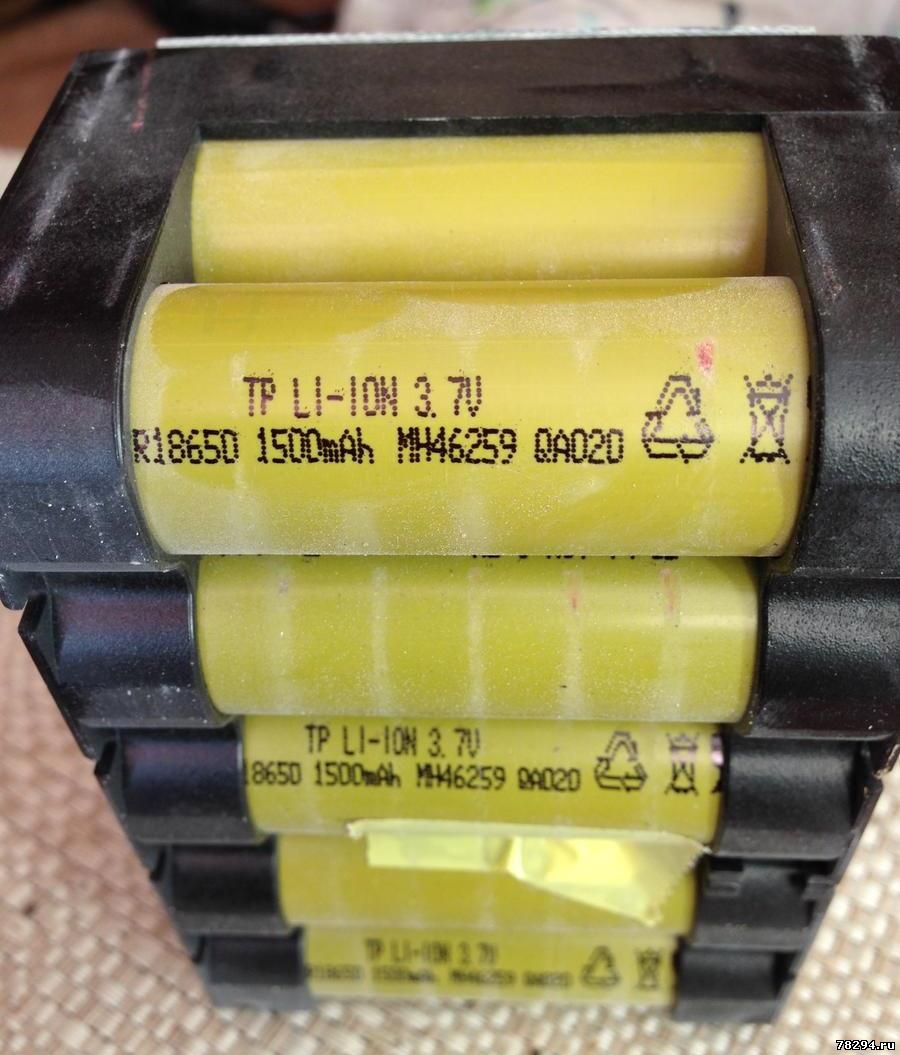 TP LI-ION 3.7V
R18650 1500mAh MH46259 QA020
TP LI-ION 3.7V
18650 1500mAh MH46259 QA020
TP LI-ION 3.7V
R18650 1500mAh MH46259 QA020
78294.ru